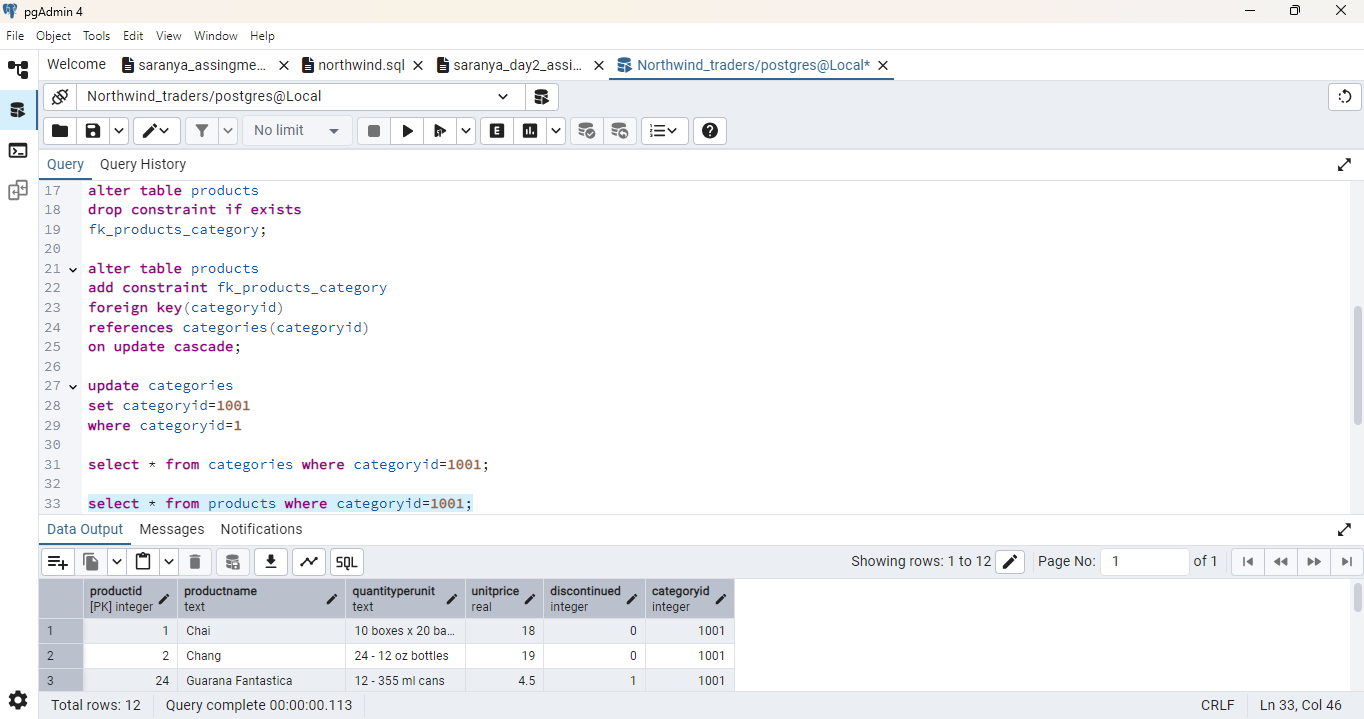 pgAdmin 4
File Object Tools Edit View Window Help
Welcome saranya_assingme... northwind.sql saranya_day2_assi... Northwind_traders/postgres@Local*
Northwind_traders/postgres@Local
No limit E
Query Query History
17 alter table products
18 drop constraint if exists
19 fk_products_category;
20
21 alter table products
22 add constraint fk_products_category
23 foreign key(categoryid)
24 references categories(categoryid)
25 on update cascade;
26
27 update categories
28 set categoryid=1001
29 where categoryid=1
30
31 select * from categories where categoryid=1001;
32
33 select * from products where categoryid=1001;
Data Output Messages Notifications
SQL Showing rows: 1 to 12 Page No: 1 of 1
productid productname quantityperunit unitprice discontinued categoryid
[PK] integer text text real integer integer
1 1 Chai 10 boxes x 20 ba... 18 0 1001
2 2 Chang 24 - 12 oz bottles 19 0 1001
3 24 Guarana Fantastica 12 - 355 ml cans 4.5 1 1001
Total rows: 12 Query complete 00:00:00.113 CRLF Ln 33, Col 46